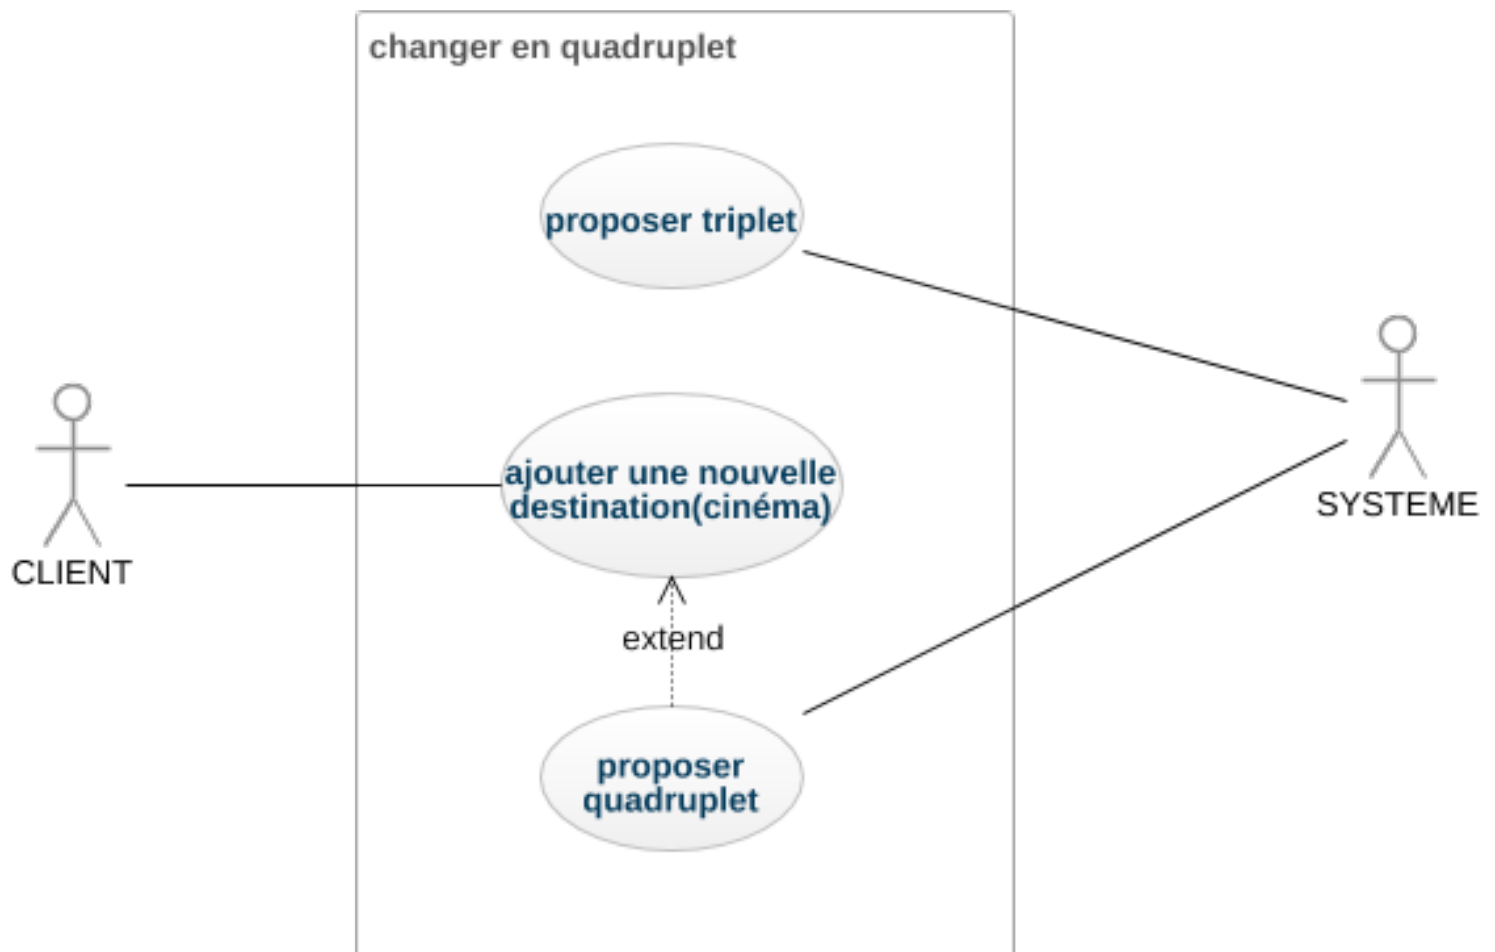 changer en quadruplet
proposer triplet
ajouter une nouvelle
destination(cinéma)
CLIENT
SYSTEME
extend
proposer
quadruplet